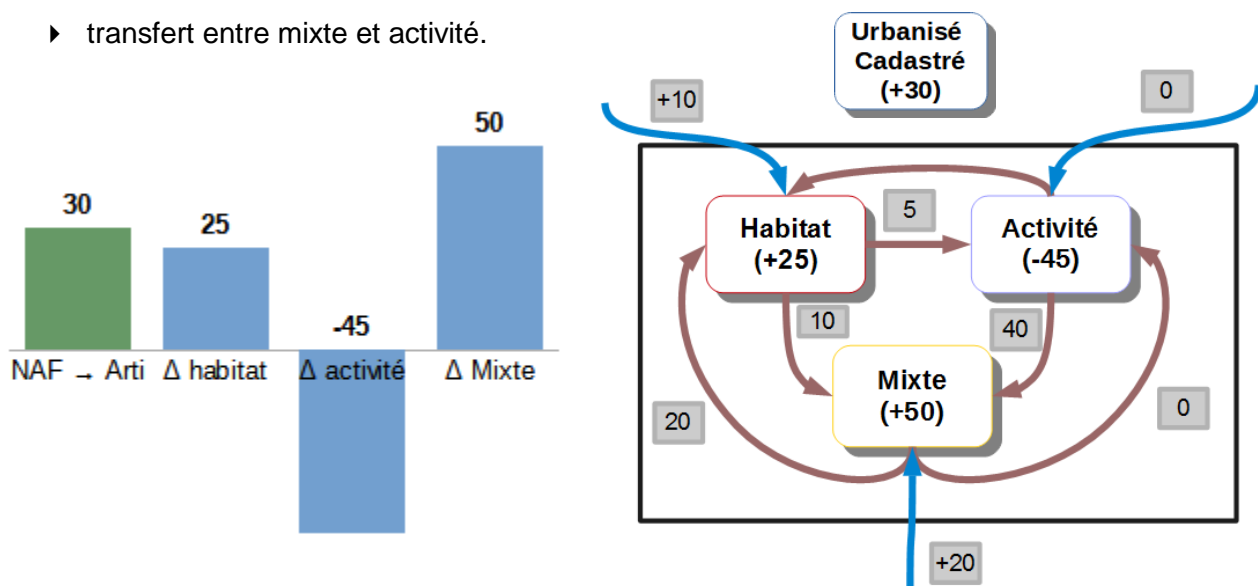 ▸ transfert entre mixte et activité.
30
25
-45
50
NAF → Arti
Δ habitat
Δ activité
Δ Mixte
Urbanisé
Cadastré
(+30)
+10
0
Habitat
(+25)
5
Activité
(-45)
10
40
Mixte
(+50)
20
0
+20